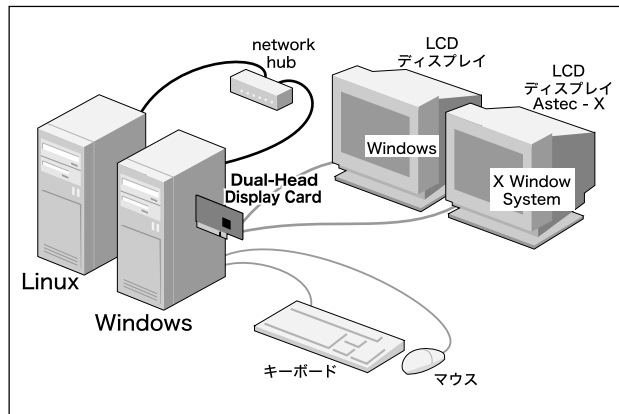 network
hub
LCD
ディスプレイ
LCD
ディスプレイ
Astec - X
Windows
X Window
System
Dual-Head
Display Card
Linux
Windows
キーボード
マウス